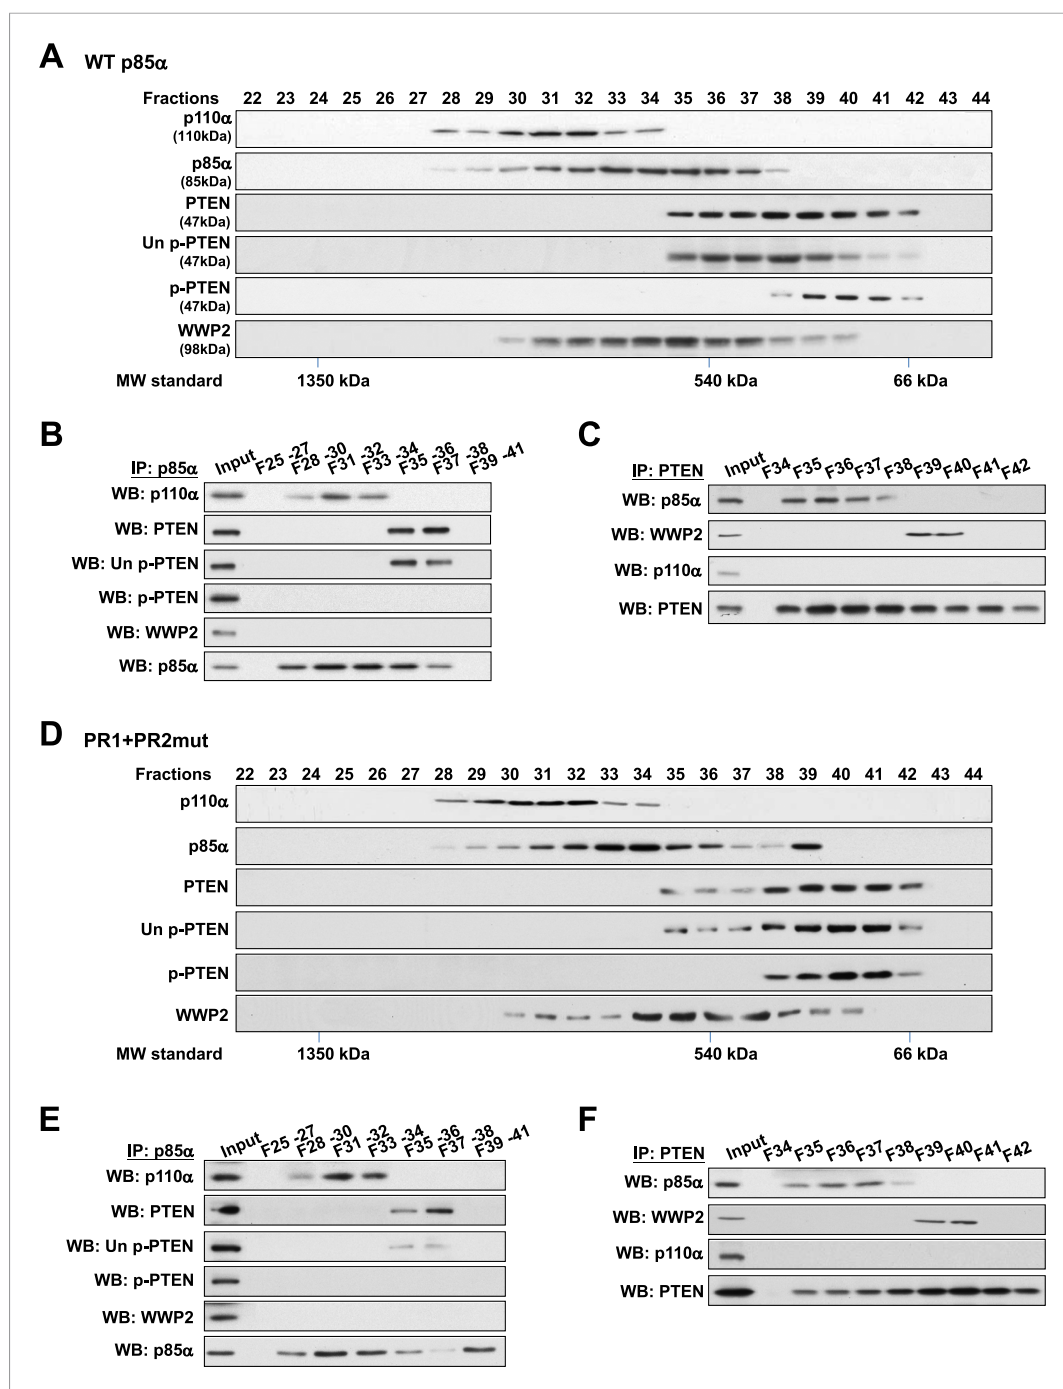 A WT p85α
Fractions 22 23 24 25 26 27 28 29 30 31 32 33 34 35 36 37 38 39 40 41 42 43 44
p110α
(110kDa)
p85α
(85kDa)
PTEN
(47kDa)
Un p-PTEN
(47kDa)
p-PTEN
(47kDa)
WWP2
(98kDa)
MW standard 1350 kDa 540 kDa 66 kDa
B
IP: p85α Input F25 -27 F28 -30 F31 -32 F33 -34 F35 -36 F37 -38 F39 -41
WB: p110α
WB: PTEN
WB: Un p-PTEN
WB: p-PTEN
WB: WWP2
WB: p85α
C
IP: PTEN Input F34 F35 F36 F37 F38 F39 F40 F41 F42
WB: p85α
WB: WWP2
WB: p110α
WB: PTEN
D PR1+PR2mut
Fractions 22 23 24 25 26 27 28 29 30 31 32 33 34 35 36 37 38 39 40 41 42 43 44
p110α
p85α
PTEN
Un p-PTEN
p-PTEN
WWP2
MW standard 1350 kDa 540 kDa 66 kDa
E
IP: p85α Input F25 -27 F28 -30 F31 -32 F33 -34 F35 -36 F37 -38 F39 -41
WB: p110α
WB: PTEN
WB: Un p-PTEN
WB: p-PTEN
WB: WWP2
WB: p85α
F
IP: PTEN Input F34 F35 F36 F37 F38 F39 F40 F41 F42
WB: p85α
WB: WWP2
WB: p110α
WB: PTEN